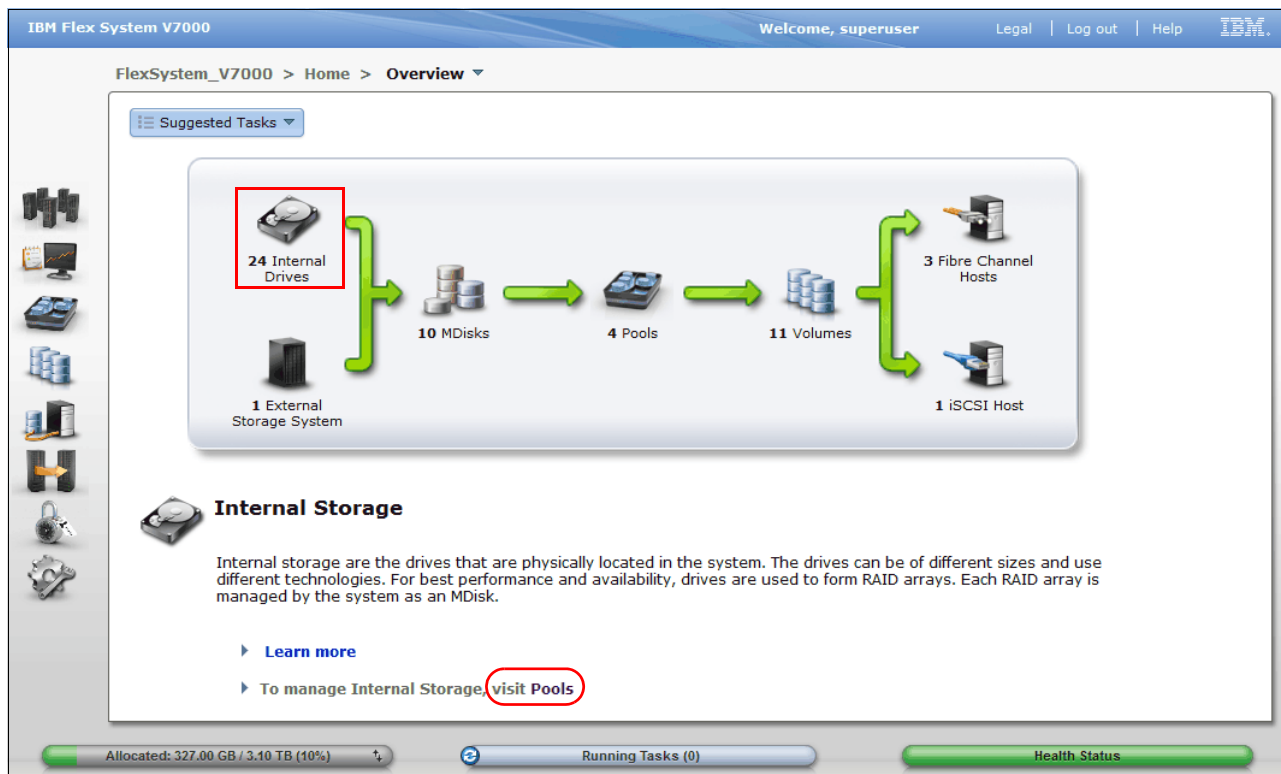 IBM Flex System V7000
Welcome, superuser
Legal | Log out | Help
IBM.
FlexSystem_V7000 > Home > Overview
Suggested Tasks
24 Internal
Drives
3 Fibre Channel
Hosts
10 MDisks
4 Pools
11 Volumes
1 External
Storage System
1 iSCSI Host
Internal Storage
Internal storage are the drives that are physically located in the system. The drives can be of different sizes and use
different technologies. For best performance and availability, drives are used to form RAID arrays. Each RAID array is
managed by the system as an MDisk.
Learn more
To manage Internal Storage, visit Pools
Allocated: 327.00 GB / 3.10 TB (10%)
Running Tasks (0)
Health Status